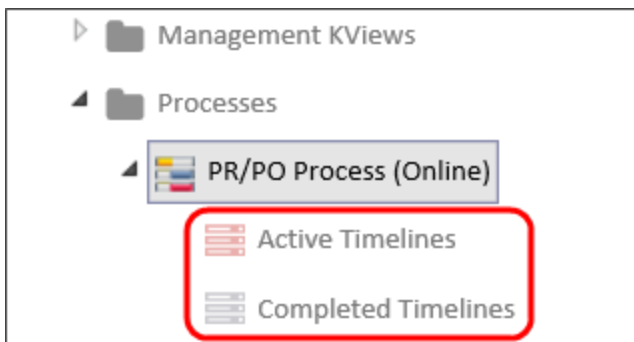 Management KViews
Processes
PR/PO Process (Online)
Active Timelines
Completed Timelines